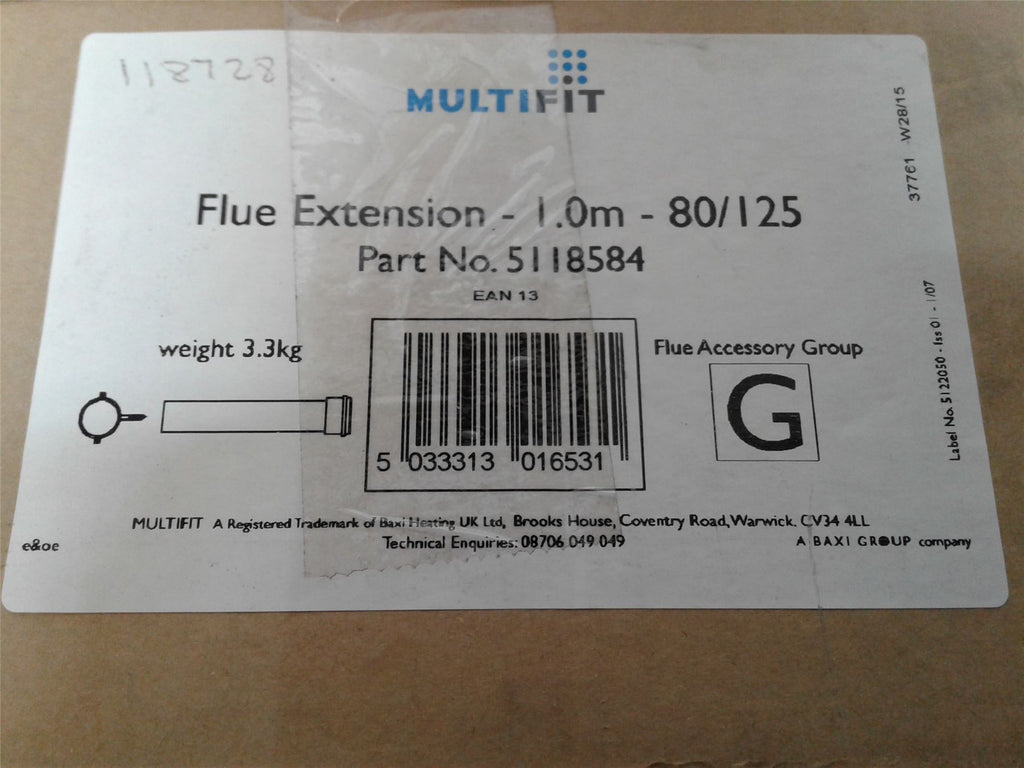 118728
MULTIFIT
Flue Extension - 1.0m - 80/125
Part No. 5118584
EAN 13
weight 3.3kg
Flue Accessory Group
G
5 033313 016531
MULTIFIT A Registered Trademark of Baxi Heating UK Ltd, Brooks House, Coventry Road, Warwick. CV34 4LL
Technical Enquiries: 08706 049 049
e&oe
A BAXI GROUP company
37761 W28/15
Label No. 5122050 - Iss 01 - 1/07